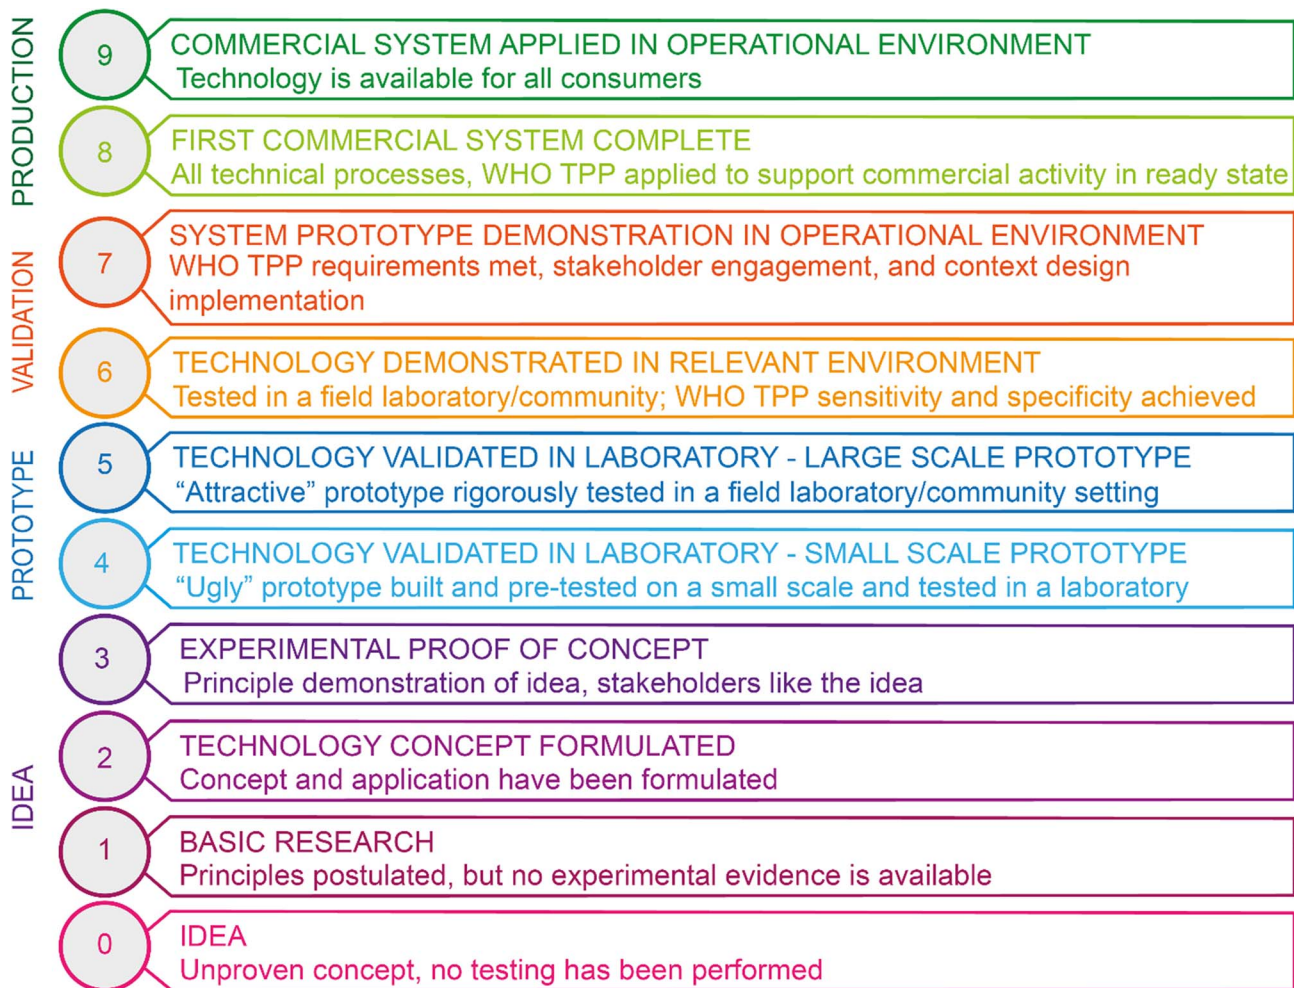 PRODUCTION
9
COMMERCIAL SYSTEM APPLIED IN OPERATIONAL ENVIRONMENT
Technology is available for all consumers
8
FIRST COMMERCIAL SYSTEM COMPLETE
All technical processes, WHO TPP applied to support commercial activity in ready state
VALIDATION
7
SYSTEM PROTOTYPE DEMONSTRATION IN OPERATIONAL ENVIRONMENT
WHO TPP requirements met, stakeholder engagement, and context design
implementation
6
TECHNOLOGY DEMONSTRATED IN RELEVANT ENVIRONMENT
Tested in a field laboratory/community; WHO TPP sensitivity and specificity achieved
PROTOTYPE
5
TECHNOLOGY VALIDATED IN LABORATORY - LARGE SCALE PROTOTYPE
“Attractive” prototype rigorously tested in a field laboratory/community setting
4
TECHNOLOGY VALIDATED IN LABORATORY - SMALL SCALE PROTOTYPE
“Ugly” prototype built and pre-tested on a small scale and tested in a laboratory
IDEA
3
EXPERIMENTAL PROOF OF CONCEPT
Principle demonstration of idea, stakeholders like the idea
2
TECHNOLOGY CONCEPT FORMULATED
Concept and application have been formulated
1
BASIC RESEARCH
Principles postulated, but no experimental evidence is available
0
IDEA
Unproven concept, no testing has been performed